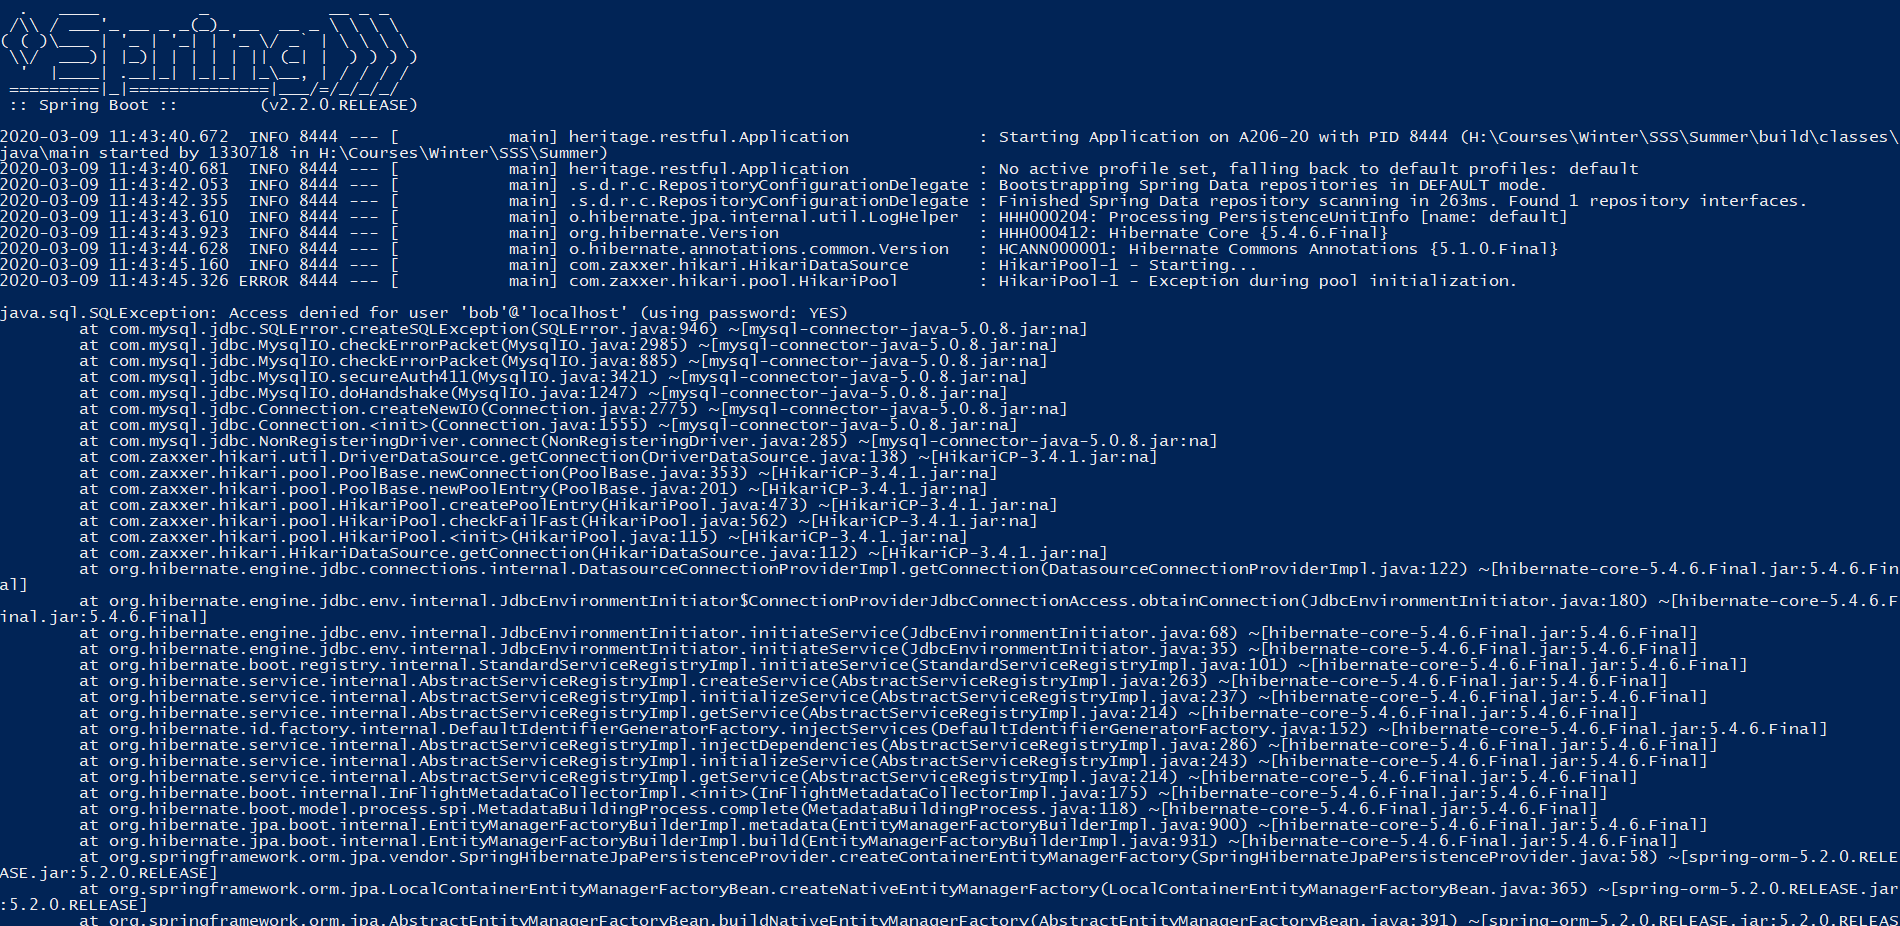 .   ____          _            __ _ _
 /\\ / ___'_ __ _ _(_)_ __  __ _ \ \ \ \
( ( )\___ | '_ | '_| | '_ \/ _` | \ \ \ \
 \\/  ___)| |_)| | | | | || (_| |  ) ) ) )
  '  |____| .__|_| |_|_| |_\__, | / / / /
 =========|_|==============|___/=/_/_/_/
 :: Spring Boot ::        (v2.2.0.RELEASE)
2020-03-09 11:43:40.672  INFO 8444 --- [           main] heritage.restful.Application             : Starting Application on A206-20 with PID 8444 (H:\Courses\Winter\SSS\Summer\build\classes\
java\main started by 1330718 in H:\Courses\Winter\SSS\Summer)
2020-03-09 11:43:40.681  INFO 8444 --- [           main] heritage.restful.Application             : No active profile set, falling back to default profiles: default
2020-03-09 11:43:42.053  INFO 8444 --- [           main] .s.d.r.c.RepositoryConfigurationDelegate : Bootstrapping Spring Data repositories in DEFAULT mode.
2020-03-09 11:43:42.355  INFO 8444 --- [           main] .s.d.r.c.RepositoryConfigurationDelegate : Finished Spring Data repository scanning in 263ms. Found 1 repository interfaces.
2020-03-09 11:43:43.610  INFO 8444 --- [           main] o.hibernate.jpa.internal.util.LogHelper  : HHH000204: Processing PersistenceUnitInfo [name: default]
2020-03-09 11:43:43.923  INFO 8444 --- [           main] org.hibernate.Version                    : HHH000412: Hibernate Core {5.4.6.Final}
2020-03-09 11:43:44.628  INFO 8444 --- [           main] o.hibernate.annotations.common.Version   : HCANN000001: Hibernate Commons Annotations {5.1.0.Final}
2020-03-09 11:43:45.160  INFO 8444 --- [           main] com.zaxxer.hikari.HikariDataSource       : HikariPool-1 - Starting...
2020-03-09 11:43:45.326 ERROR 8444 --- [           main] com.zaxxer.hikari.pool.HikariPool        : HikariPool-1 - Exception during pool initialization.
java.sql.SQLException: Access denied for user 'bob'@'localhost' (using password: YES)
        at com.mysql.jdbc.SQLError.createSQLException(SQLError.java:946) ~[mysql-connector-java-5.0.8.jar:na]
        at com.mysql.jdbc.MysqlIO.checkErrorPacket(MysqlIO.java:2985) ~[mysql-connector-java-5.0.8.jar:na]
        at com.mysql.jdbc.MysqlIO.checkErrorPacket(MysqlIO.java:885) ~[mysql-connector-java-5.0.8.jar:na]
        at com.mysql.jdbc.MysqlIO.secureAuth411(MysqlIO.java:3421) ~[mysql-connector-java-5.0.8.jar:na]
        at com.mysql.jdbc.MysqlIO.doHandshake(MysqlIO.java:1247) ~[mysql-connector-java-5.0.8.jar:na]
        at com.mysql.jdbc.Connection.createNewIO(Connection.java:2775) ~[mysql-connector-java-5.0.8.jar:na]
        at com.mysql.jdbc.Connection.<init>(Connection.java:1555) ~[mysql-connector-java-5.0.8.jar:na]
        at com.mysql.jdbc.NonRegisteringDriver.connect(NonRegisteringDriver.java:285) ~[mysql-connector-java-5.0.8.jar:na]
        at com.zaxxer.hikari.util.DriverDataSource.getConnection(DriverDataSource.java:138) ~[HikariCP-3.4.1.jar:na]
        at com.zaxxer.hikari.pool.PoolBase.newConnection(PoolBase.java:353) ~[HikariCP-3.4.1.jar:na]
        at com.zaxxer.hikari.pool.PoolBase.newPoolEntry(PoolBase.java:201) ~[HikariCP-3.4.1.jar:na]
        at com.zaxxer.hikari.pool.HikariPool.createPoolEntry(HikariPool.java:473) ~[HikariCP-3.4.1.jar:na]
        at com.zaxxer.hikari.pool.HikariPool.checkFailFast(HikariPool.java:562) ~[HikariCP-3.4.1.jar:na]
        at com.zaxxer.hikari.pool.HikariPool.<init>(HikariPool.java:115) ~[HikariCP-3.4.1.jar:na]
        at com.zaxxer.hikari.HikariDataSource.getConnection(HikariDataSource.java:112) ~[HikariCP-3.4.1.jar:na]
        at org.hibernate.engine.jdbc.connections.internal.DatasourceConnectionProviderImpl.getConnection(DatasourceConnectionProviderImpl.java:122) ~[hibernate-core-5.4.6.Final.jar:5.4.6.Fin
al]
        at org.hibernate.engine.jdbc.env.internal.JdbcEnvironmentInitiator$ConnectionProviderJdbcConnectionAccess.obtainConnection(JdbcEnvironmentInitiator.java:180) ~[hibernate-core-5.4.6.F
inal.jar:5.4.6.Final]
        at org.hibernate.engine.jdbc.env.internal.JdbcEnvironmentInitiator.initiateService(JdbcEnvironmentInitiator.java:68) ~[hibernate-core-5.4.6.Final.jar:5.4.6.Final]
        at org.hibernate.engine.jdbc.env.internal.JdbcEnvironmentInitiator.initiateService(JdbcEnvironmentInitiator.java:35) ~[hibernate-core-5.4.6.Final.jar:5.4.6.Final]
        at org.hibernate.boot.registry.internal.StandardServiceRegistryImpl.initiateService(StandardServiceRegistryImpl.java:101) ~[hibernate-core-5.4.6.Final.jar:5.4.6.Final]
        at org.hibernate.service.internal.AbstractServiceRegistryImpl.createService(AbstractServiceRegistryImpl.java:263) ~[hibernate-core-5.4.6.Final.jar:5.4.6.Final]
        at org.hibernate.service.internal.AbstractServiceRegistryImpl.initializeService(AbstractServiceRegistryImpl.java:237) ~[hibernate-core-5.4.6.Final.jar:5.4.6.Final]
        at org.hibernate.service.internal.AbstractServiceRegistryImpl.getService(AbstractServiceRegistryImpl.java:214) ~[hibernate-core-5.4.6.Final.jar:5.4.6.Final]
        at org.hibernate.id.factory.internal.DefaultIdentifierGeneratorFactory.injectServices(DefaultIdentifierGeneratorFactory.java:152) ~[hibernate-core-5.4.6.Final.jar:5.4.6.Final]
        at org.hibernate.service.internal.AbstractServiceRegistryImpl.injectDependencies(AbstractServiceRegistryImpl.java:286) ~[hibernate-core-5.4.6.Final.jar:5.4.6.Final]
        at org.hibernate.service.internal.AbstractServiceRegistryImpl.initializeService(AbstractServiceRegistryImpl.java:243) ~[hibernate-core-5.4.6.Final.jar:5.4.6.Final]
        at org.hibernate.service.internal.AbstractServiceRegistryImpl.getService(AbstractServiceRegistryImpl.java:214) ~[hibernate-core-5.4.6.Final.jar:5.4.6.Final]
        at org.hibernate.boot.internal.InFlightMetadataCollectorImpl.<init>(InFlightMetadataCollectorImpl.java:175) ~[hibernate-core-5.4.6.Final.jar:5.4.6.Final]
        at org.hibernate.boot.model.process.spi.MetadataBuildingProcess.complete(MetadataBuildingProcess.java:118) ~[hibernate-core-5.4.6.Final.jar:5.4.6.Final]
        at org.hibernate.jpa.boot.internal.EntityManagerFactoryBuilderImpl.metadata(EntityManagerFactoryBuilderImpl.java:900) ~[hibernate-core-5.4.6.Final.jar:5.4.6.Final]
        at org.hibernate.jpa.boot.internal.EntityManagerFactoryBuilderImpl.build(EntityManagerFactoryBuilderImpl.java:931) ~[hibernate-core-5.4.6.Final.jar:5.4.6.Final]
        at org.springframework.orm.jpa.vendor.SpringHibernateJpaPersistenceProvider.createContainerEntityManagerFactory(SpringHibernateJpaPersistenceProvider.java:58) ~[spring-orm-5.2.0.RELE
ASE.jar:5.2.0.RELEASE]
        at org.springframework.orm.jpa.LocalContainerEntityManagerFactoryBean.createNativeEntityManagerFactory(LocalContainerEntityManagerFactoryBean.java:365) ~[spring-orm-5.2.0.RELEASE.jar
:5.2.0.RELEASE]
        at org.springframework.orm.jpa.AbstractEntityManagerFactoryBean.buildNativeEntityManagerFactory(AbstractEntityManagerFactoryBean.java:391) ~[spring-orm-5.2.0.RELEASE.jar:5.2.0.RELEAS